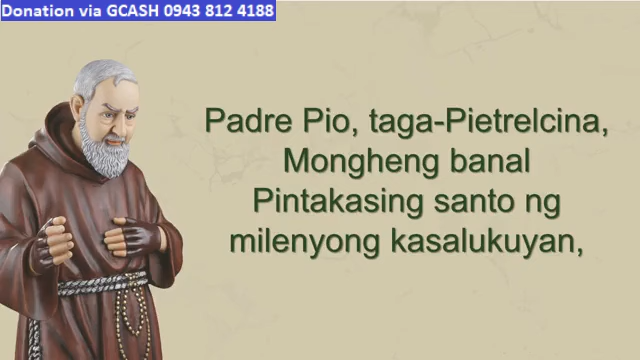 Donation via GCASH 0943 812 4188
Padre Pio, taga-Pietrelcina,
Mongheng banal
Pintakasing santo ng
milenyong kasalukuyan,